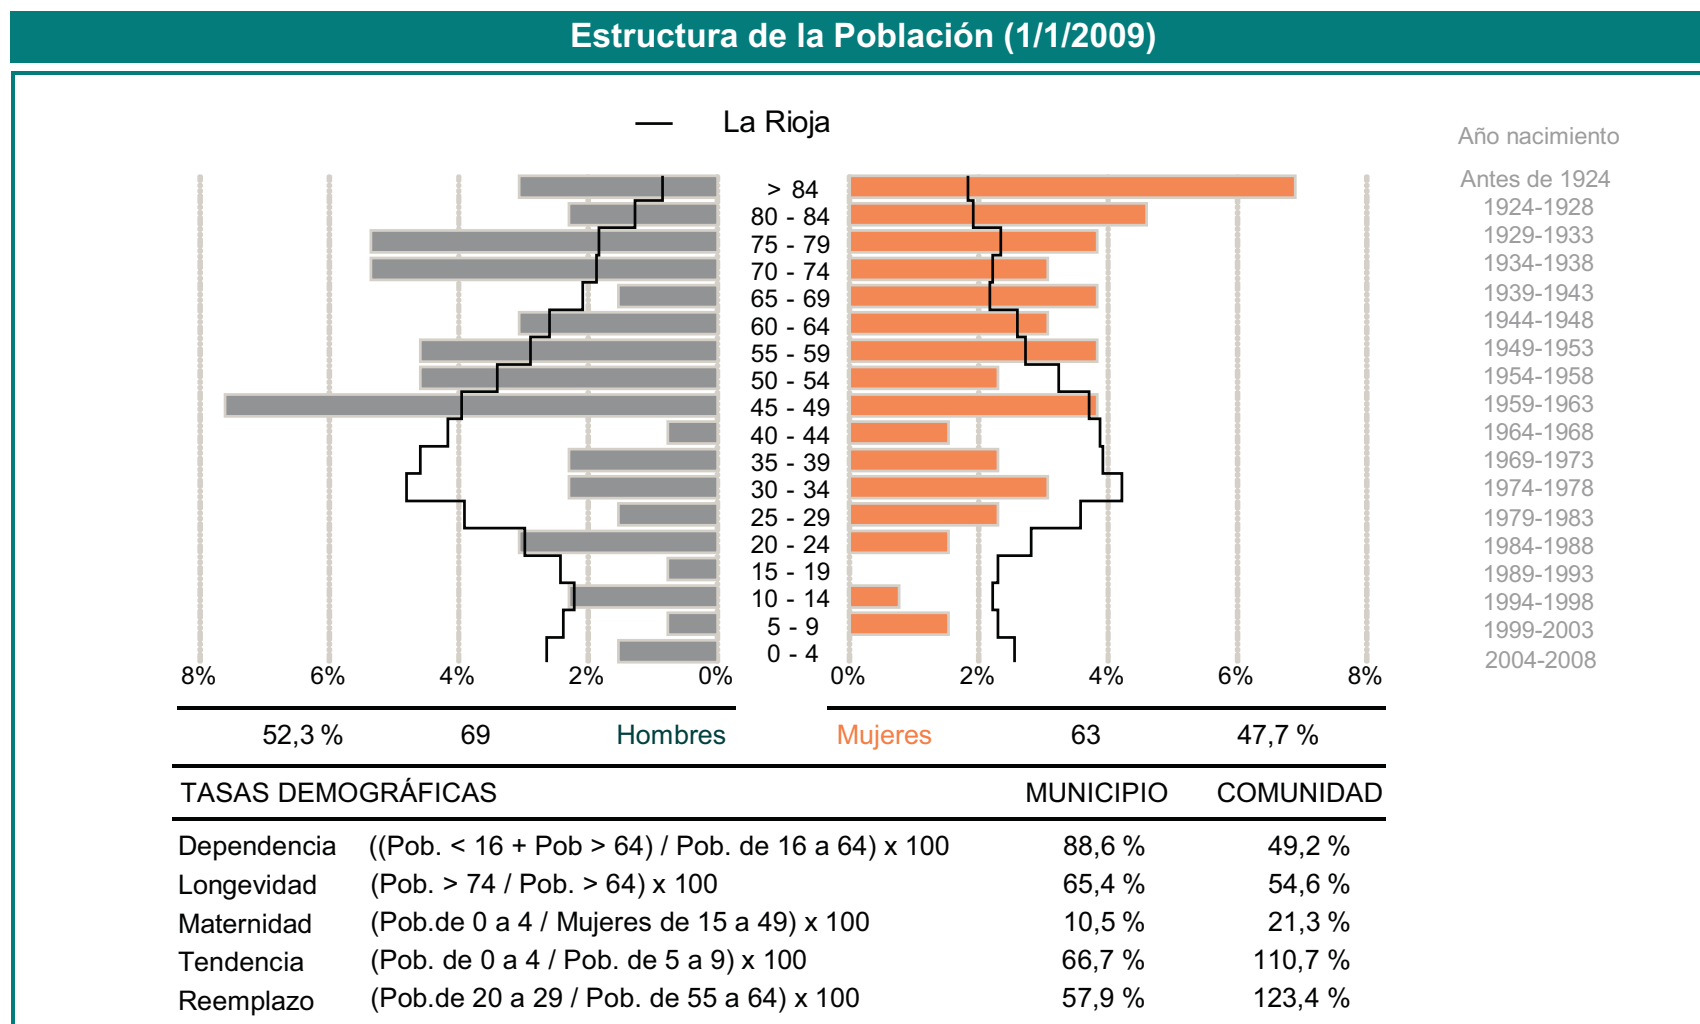 Estructura de la Población (1/1/2009)
La Rioja
Año nacimiento
> 84 Antes de 1924
80 - 84 1924-1928
75 - 79 1929-1933
70 - 74 1934-1938
65 - 69 1939-1943
60 - 64 1944-1948
55 - 59 1949-1953
50 - 54 1954-1958
45 - 49 1959-1963
40 - 44 1964-1968
35 - 39 1969-1973
30 - 34 1974-1978
25 - 29 1979-1983
20 - 24 1984-1988
15 - 19 1989-1993
10 - 14 1994-1998
5 - 9 1999-2003
0 - 4 2004-2008
8% 6% 4% 2% 0% 0% 2% 4% 6% 8%
52,3 % 69 Hombres Mujeres 63 47,7 %
TASAS DEMOGRÁFICAS MUNICIPIO COMUNIDAD
Dependencia ((Pob. < 16 + Pob > 64) / Pob. de 16 a 64) x 100 88,6 % 49,2 %
Longevidad (Pob. > 74 / Pob. > 64) x 100 65,4 % 54,6 %
Maternidad (Pob.de 0 a 4 / Mujeres de 15 a 49) x 100 10,5 % 21,3 %
Tendencia (Pob. de 0 a 4 / Pob. de 5 a 9) x 100 66,7 % 110,7 %
Reemplazo (Pob.de 20 a 29 / Pob. de 55 a 64) x 100 57,9 % 123,4 %